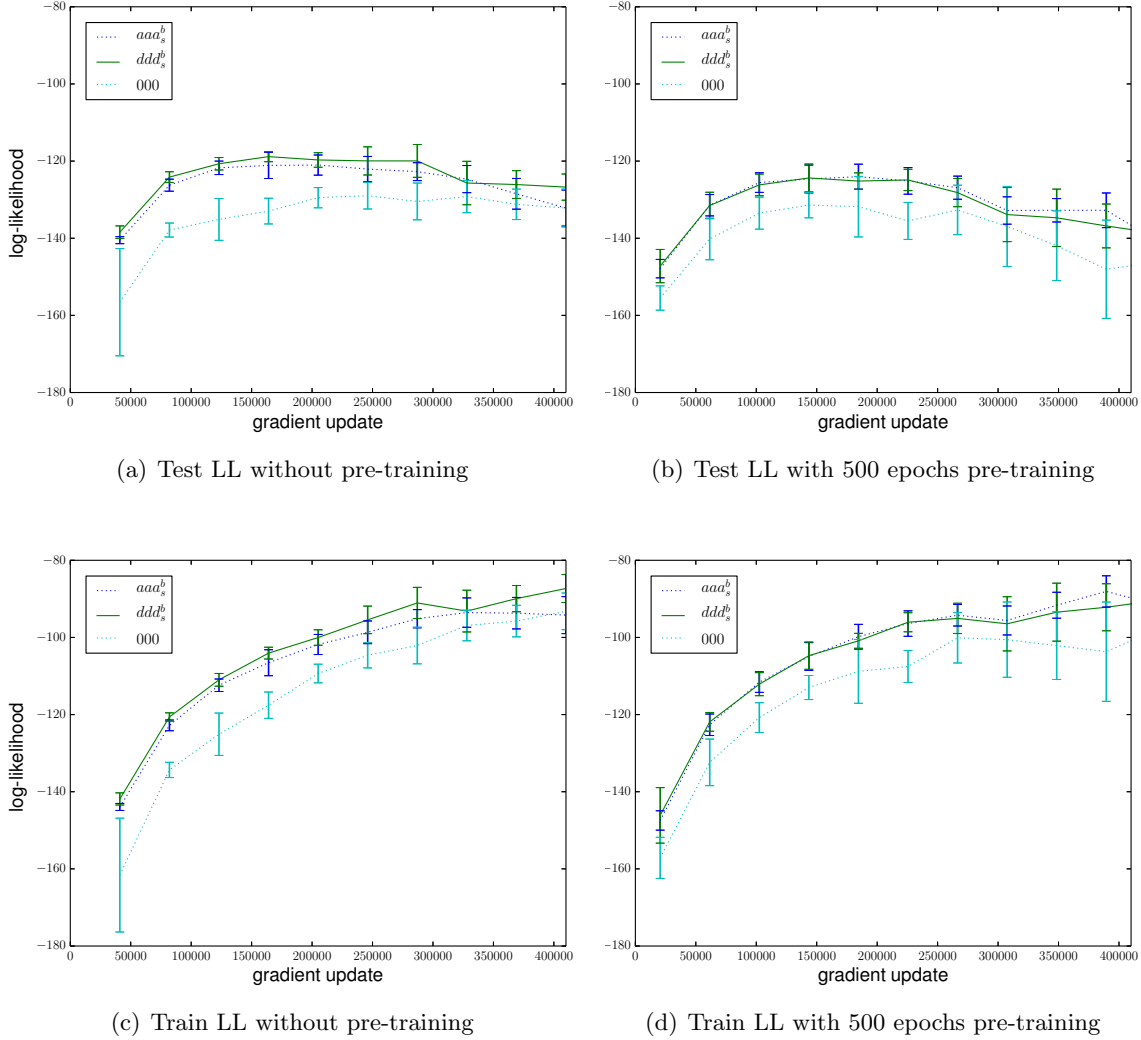 −80
−100
−120
−140
−160
−180
log-likelihood
aaa_s^b
ddd_s^b
000
0 50000 100000 150000 200000 250000 300000 350000 400000
gradient update
(a) Test LL without pre-training
−80
−100
−120
−140
−160
−180
aaa_s^b
ddd_s^b
000
0 50000 100000 150000 200000 250000 300000 350000 400000
gradient update
(b) Test LL with 500 epochs pre-training
−80
−100
−120
−140
−160
−180
log-likelihood
aaa_s^b
ddd_s^b
000
0 50000 100000 150000 200000 250000 300000 350000 400000
gradient update
(c) Train LL without pre-training
−80
−100
−120
−140
−160
−180
aaa_s^b
ddd_s^b
000
0 50000 100000 150000 200000 250000 300000 350000 400000
gradient update
(d) Train LL with 500 epochs pre-training